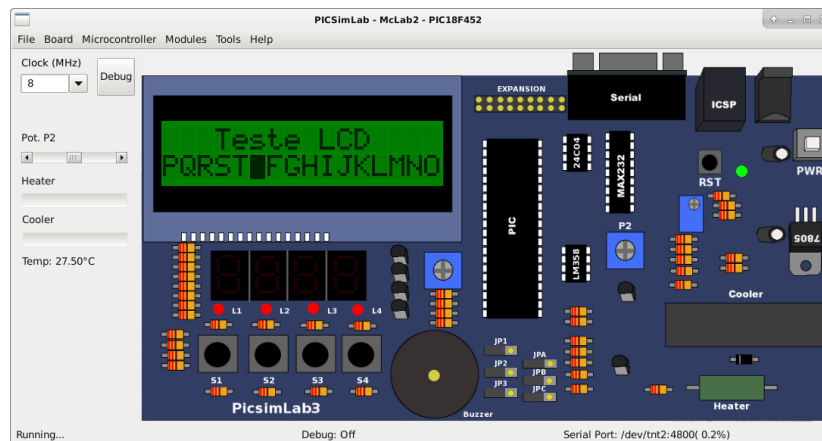 PICSimLab - McLab2 - PIC18F452
File Board Microcontroller Modules Tools Help
Clock (MHz)
8
Debug
Pot. P2
Heater
Cooler
Temp: 27.50°C
Teste LCD
PQRST█FGHIJKLMNO
EXPANSION
Serial
ICSP
24C04
MAX232
RST
PWR
PIC
P2
LM358
7805
L1 L2 L3 L4
Cooler
S1 S2 S3 S4
JP1
JPA
JP2
JPB
JP3
JPC
PicsimLab3
Buzzer
Heater
Running...
Debug: Off
Serial Port: /dev/tnt2:4800( 0.2%)